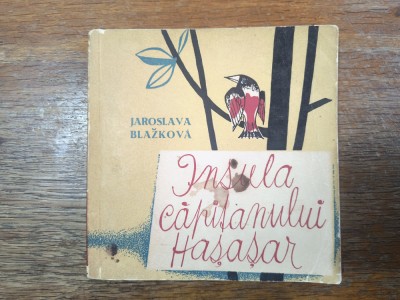 JAROSLAVA
BLAŽKOVÁ
Insula
căpitanului
Hașașar